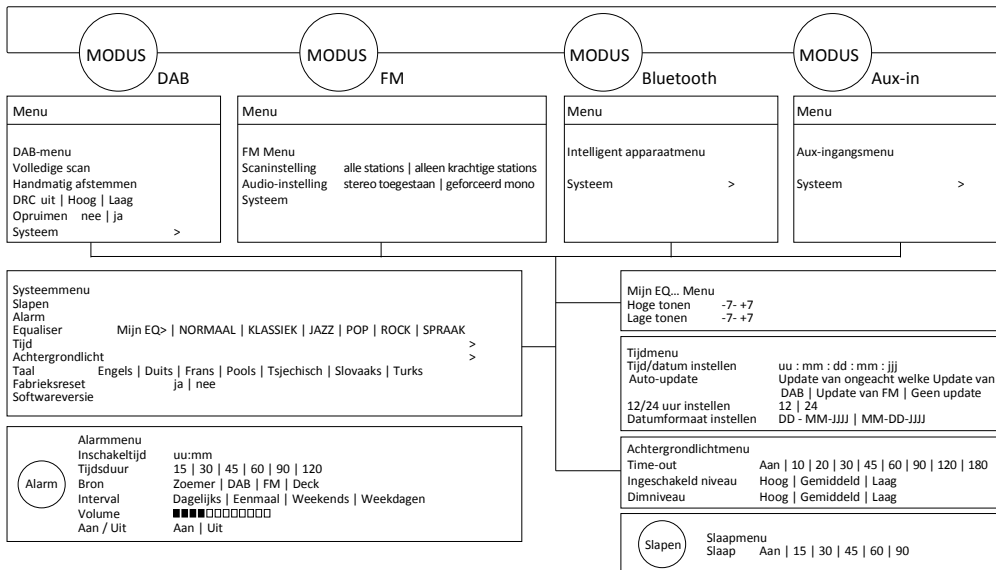 MODUS
DAB
MODUS
FM
MODUS
Bluetooth
MODUS
Aux-in
Menu
DAB-menu
Volledige scan
Handmatig afstemmen
DRC uit | Hoog | Laag
Opruimen nee | ja
Systeem >
Menu
FM Menu
Scaninstelling alle stations | alleen krachtige stations
Audio-instelling stereo toegestaan | geforceerd mono
Systeem
Menu
Intelligent apparaatmenu
Systeem >
Menu
Aux-ingangsmenu
Systeem >
Systeemmenu
Slapen
Alarm
Equaliser Mijn EQ> | NORMAAL | KLASSIEK | JAZZ | POP | ROCK | SPRAAK
Tijd >
Achtergrondlicht >
Taal Engels | Duits | Frans | Pools | Tsjechisch | Slovaaks | Turks
Fabrieksreset ja | nee
Softwareversie
Mijn EQ... Menu
Hoge tonen -7- +7
Lage tonen -7- +7
Tijdmenu
Tijd/datum instellen uu : mm : dd : mm : jjj
Auto-update Update van ongeacht welke Update van
DAB | Update van FM | Geen update
12/24 uur instellen 12 | 24
Datumformaat instellen DD - MM-JJJJ | MM-DD-JJJJ
Alarm
Alarmmenu
Inschakeltijd uu:mm
Tijdsduur 15 | 30 | 45 | 60 | 90 | 120
Bron Zoemer | DAB | FM | Deck
Interval Dagelijks | Eenmaal | Weekends | Weekdagen
Volume
Aan / Uit Aan | Uit
Achtergrondlichtmenu
Time-out Aan | 10 | 20 | 30 | 45 | 60 | 90 | 120 | 180
Ingeschakeld niveau Hoog | Gemiddeld | Laag
Dimniveau Hoog | Gemiddeld | Laag
Slapen
Slaapmenu
Slaap Aan | 15 | 30 | 45 | 60 | 90